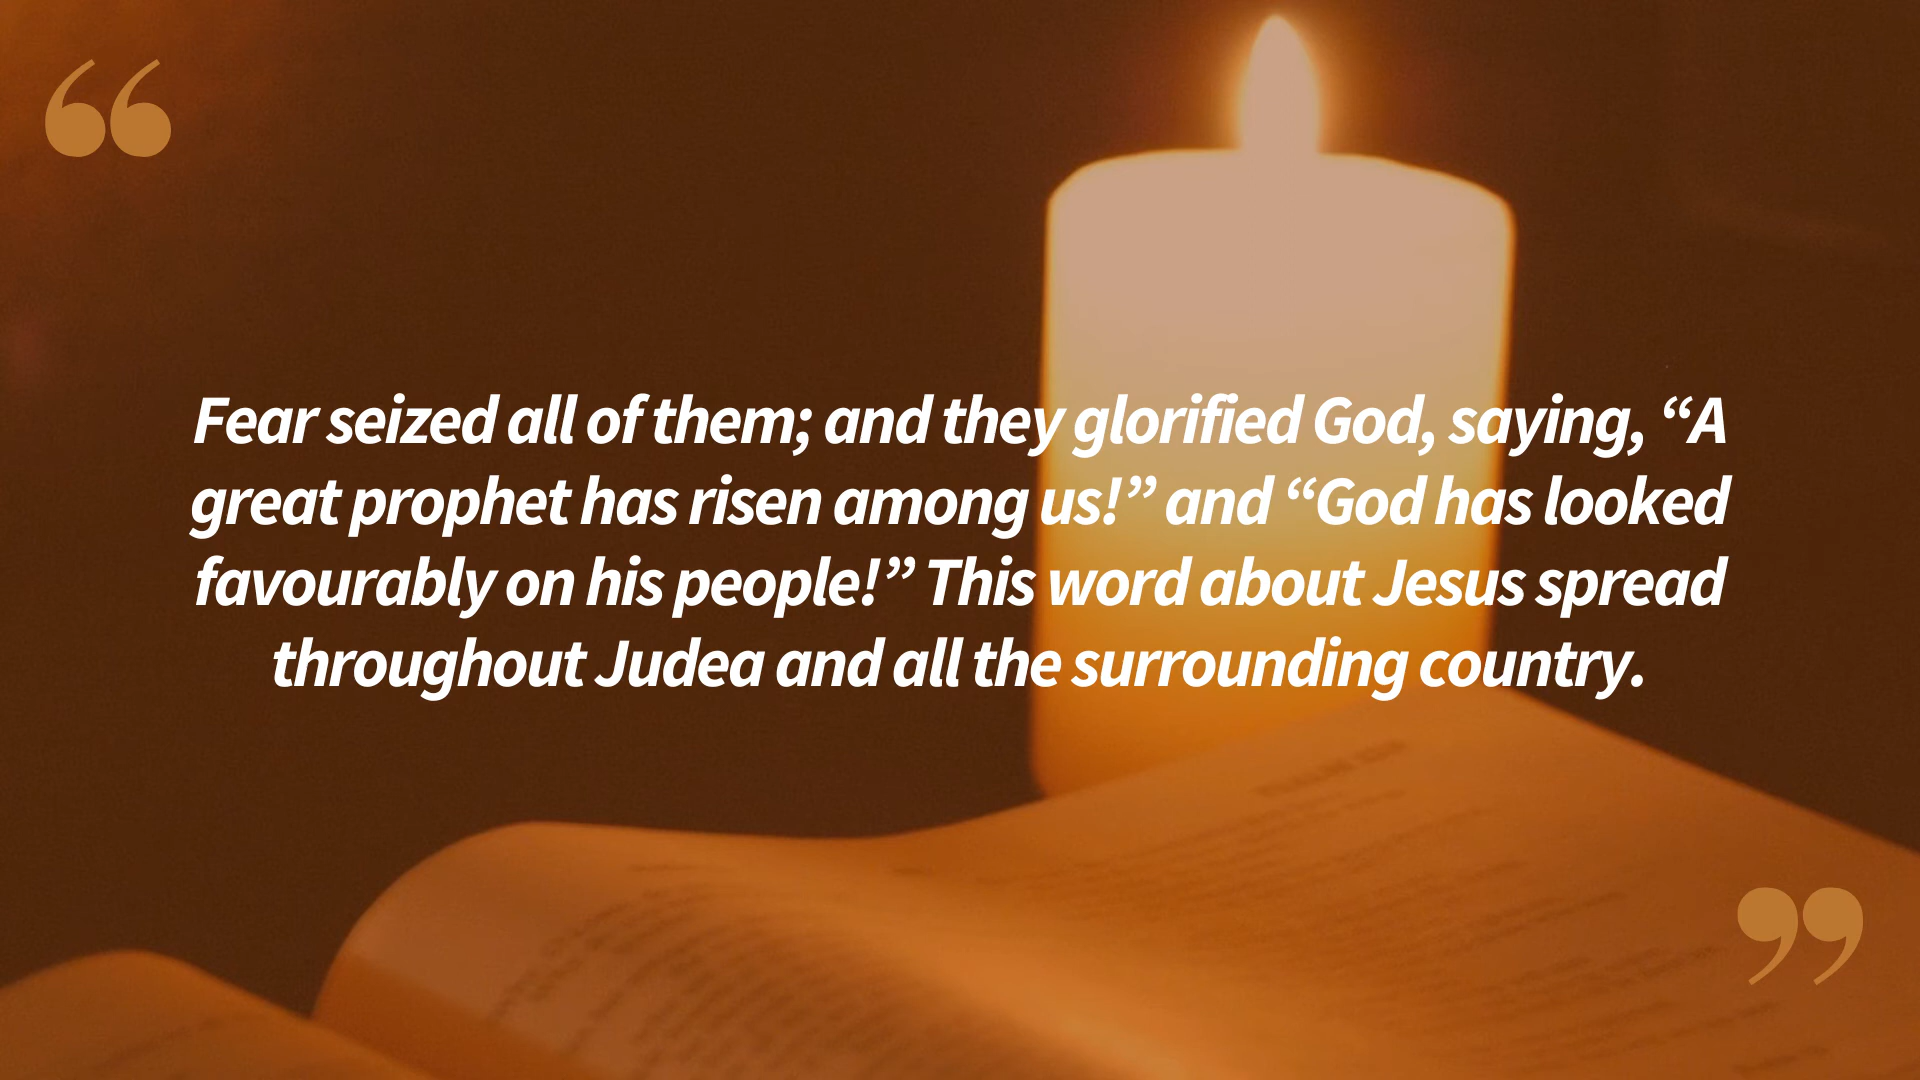 “
Fear seized all of them; and they glorified God, saying, “A
great prophet has risen among us!” and “God has looked
favourably on his people!” This word about Jesus spread
throughout Judea and all the surrounding country.
”